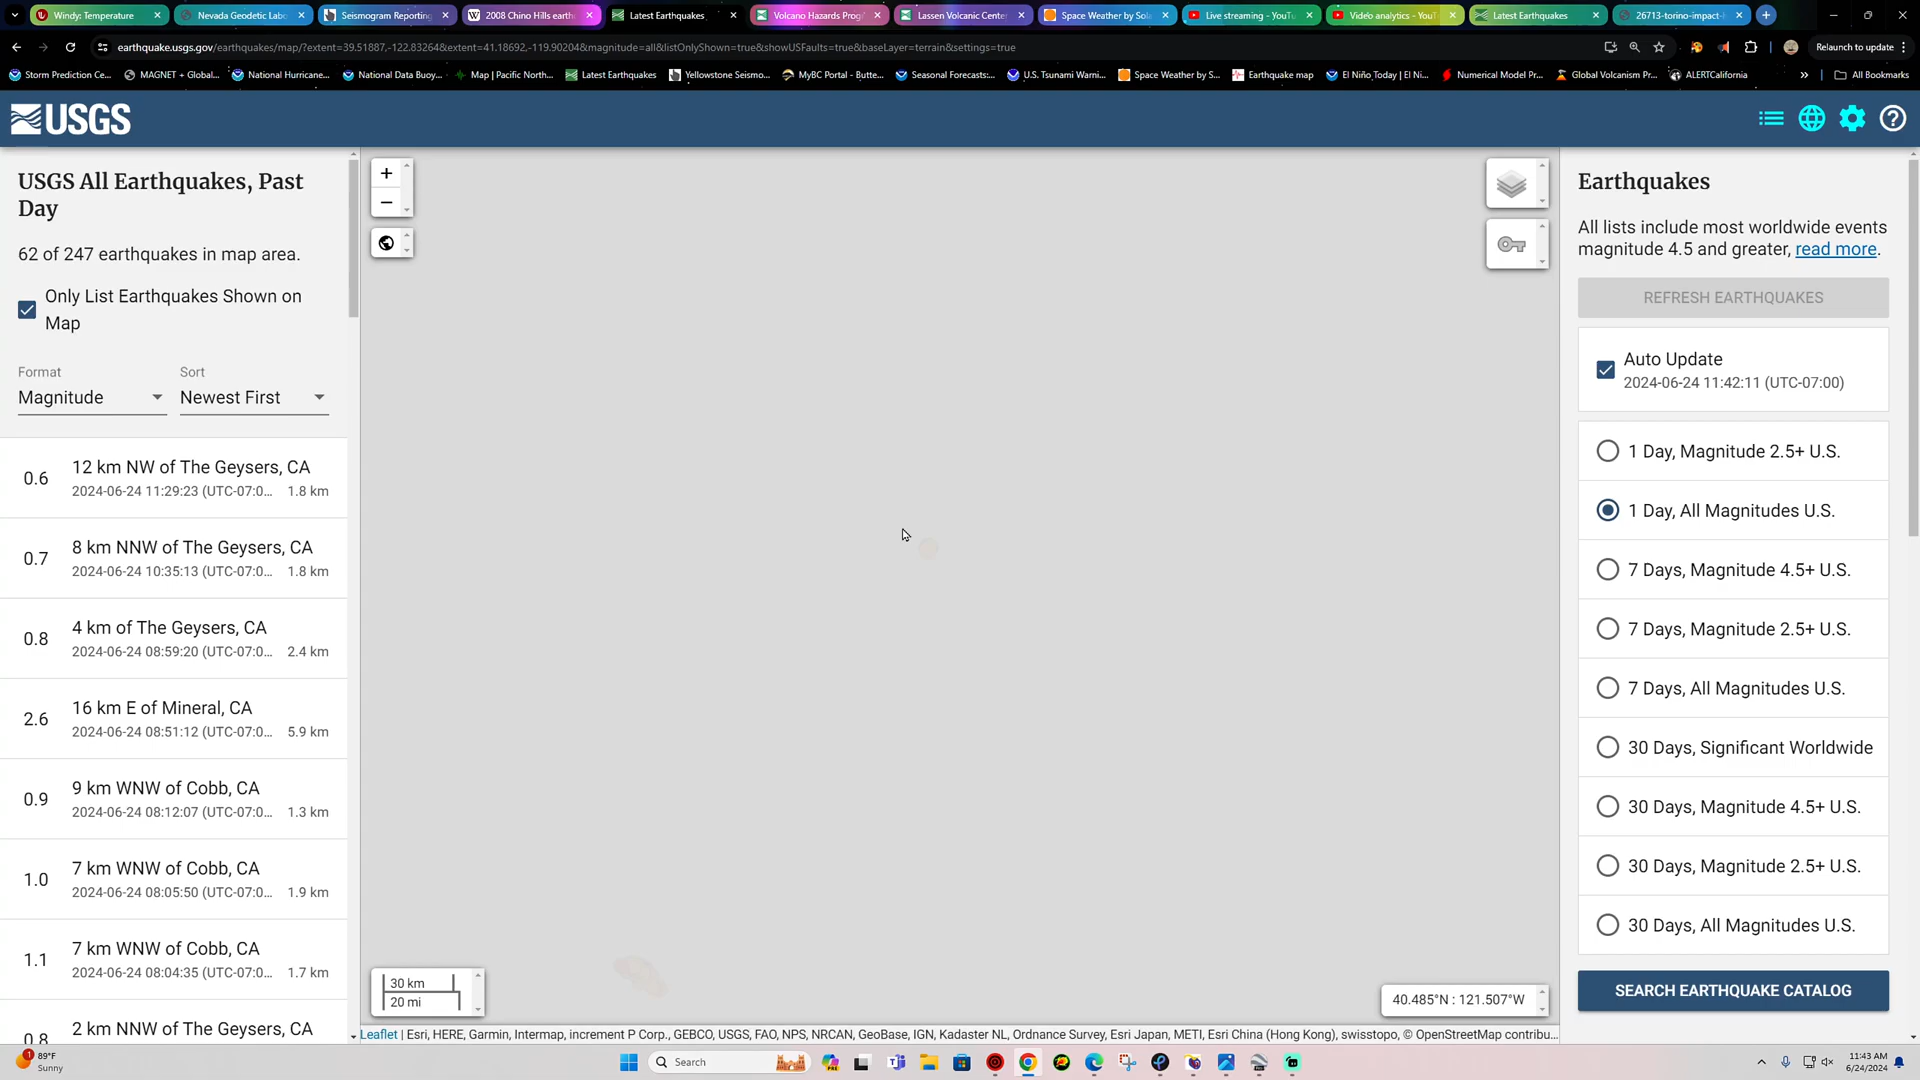 Windy: Temperature
Nevada Geodetic Labo
Seismogram Reporting
2008 Chino Hills earth
Latest Earthquakes
Volcano Hazards Prog
Lassen Volcanic Center
Space Weather by Sola
Live streaming - YouTu
Video analytics - YouT
Latest Earthquakes
26713-torino-impact-
earthquake.usgs.gov/earthquakes/map/?extent=39.51887,-122.83264&extent=41.18692,-119.90204&magnitude=all&listOnlyShown=true&showUSFaults=true&baseLayer=terrain&settings=true
Relaunch to update
Storm Prediction Ce...
MAGNET + Global...
National Hurricane...
National Data Buoy...
Map | Pacific North...
Latest Earthquakes
Yellowstone Seismo...
MyBC Portal - Butte...
Seasonal Forecasts:...
U.S. Tsunami Warni...
Space Weather by S...
Earthquake map
El Niño Today | El Ni...
Numerical Model Pr...
Global Volcanism Pr...
ALERTCalifornia
All Bookmarks
USGS
USGS All Earthquakes, Past
Day
62 of 247 earthquakes in map area.
Only List Earthquakes Shown on
Map
Format
Sort
Magnitude
Newest First
0.6
12 km NW of The Geysers, CA
2024-06-24 11:29:23 (UTC-07:0... 1.8 km
0.7
8 km NNW of The Geysers, CA
2024-06-24 10:35:13 (UTC-07:0... 1.8 km
0.8
4 km of The Geysers, CA
2024-06-24 08:59:20 (UTC-07:0... 2.4 km
2.6
16 km E of Mineral, CA
2024-06-24 08:51:12 (UTC-07:0... 5.9 km
0.9
9 km WNW of Cobb, CA
2024-06-24 08:12:07 (UTC-07:0... 1.3 km
1.0
7 km WNW of Cobb, CA
2024-06-24 08:05:50 (UTC-07:0... 1.9 km
1.1
7 km WNW of Cobb, CA
2024-06-24 08:04:35 (UTC-07:0... 1.7 km
0.8
2 km NNW of The Geysers, CA
+
−
30 km
20 mi
40.485°N : 121.507°W
Leaflet | Esri, HERE, Garmin, Intermap, increment P Corp., GEBCO, USGS, FAO, NPS, NRCAN, GeoBase, IGN, Kadaster NL, Ordnance Survey, Esri Japan, METI, Esri China (Hong Kong), swisstopo, © OpenStreetMap contribu...
Earthquakes
All lists include most worldwide events
magnitude 4.5 and greater, read more.
REFRESH EARTHQUAKES
Auto Update
2024-06-24 11:42:11 (UTC-07:00)
1 Day, Magnitude 2.5+ U.S.
1 Day, All Magnitudes U.S.
7 Days, Magnitude 4.5+ U.S.
7 Days, Magnitude 2.5+ U.S.
7 Days, All Magnitudes U.S.
30 Days, Significant Worldwide
30 Days, Magnitude 4.5+ U.S.
30 Days, Magnitude 2.5+ U.S.
30 Days, All Magnitudes U.S.
SEARCH EARTHQUAKE CATALOG
1
89°F
Sunny
Search
11:43 AM
6/24/2024